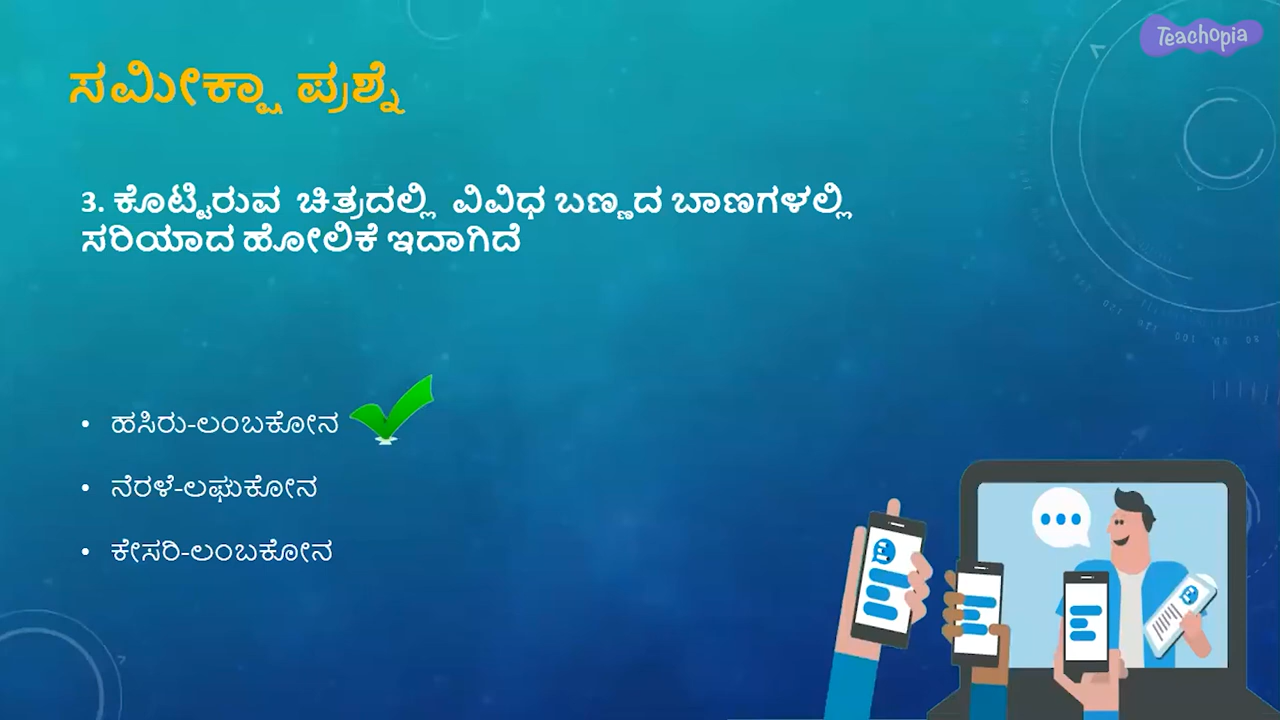 Teachopia
ಸಮೀಕ್ಷಾ ಪ್ರಶ್ನೆ
3. ಕೊಟ್ಟಿರುವ ಚಿತ್ರದಲ್ಲಿ ವಿವಿಧ ಬಣ್ಣದ ಬಾಣಗಳಲ್ಲಿ
ಸರಿಯಾದ ಹೋಲಿಕೆ ಇದಾಗಿದೆ
• ಹಸಿರು-ಲಂಬಕೋನ
• ನೆರಳೆ-ಲಘುಕೋನ
• ಕೇಸರಿ-ಲಂಬಕೋನ